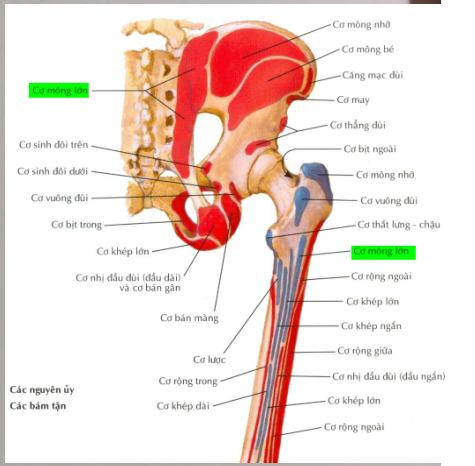 Cơ mông nhỡ
Cơ mông bé
Căng mạc đùi
Cơ may
Cơ thẳng đùi
Cơ bịt ngoài
Cơ mông nhỡ
Cơ vuông đùi
Cơ thắt lưng - chậu
Cơ mông lớn
Cơ rộng ngoài
Cơ khép lớn
Cơ khép ngắn
Cơ rộng giữa
Cơ nhị đầu đùi (đầu ngắn)
Cơ khép lớn
Cơ rộng ngoài
Cơ mông lớn
Cơ sinh đôi trên
Cơ sinh đôi dưới
Cơ vuông đùi
Cơ bịt trong
Cơ khép lớn
Cơ nhị đầu đùi (đầu dài)
và cơ bán gân
Cơ bán màng
Cơ lược
Cơ rộng trong
Cơ khép dài
Các nguyên ủy
Các bám tận